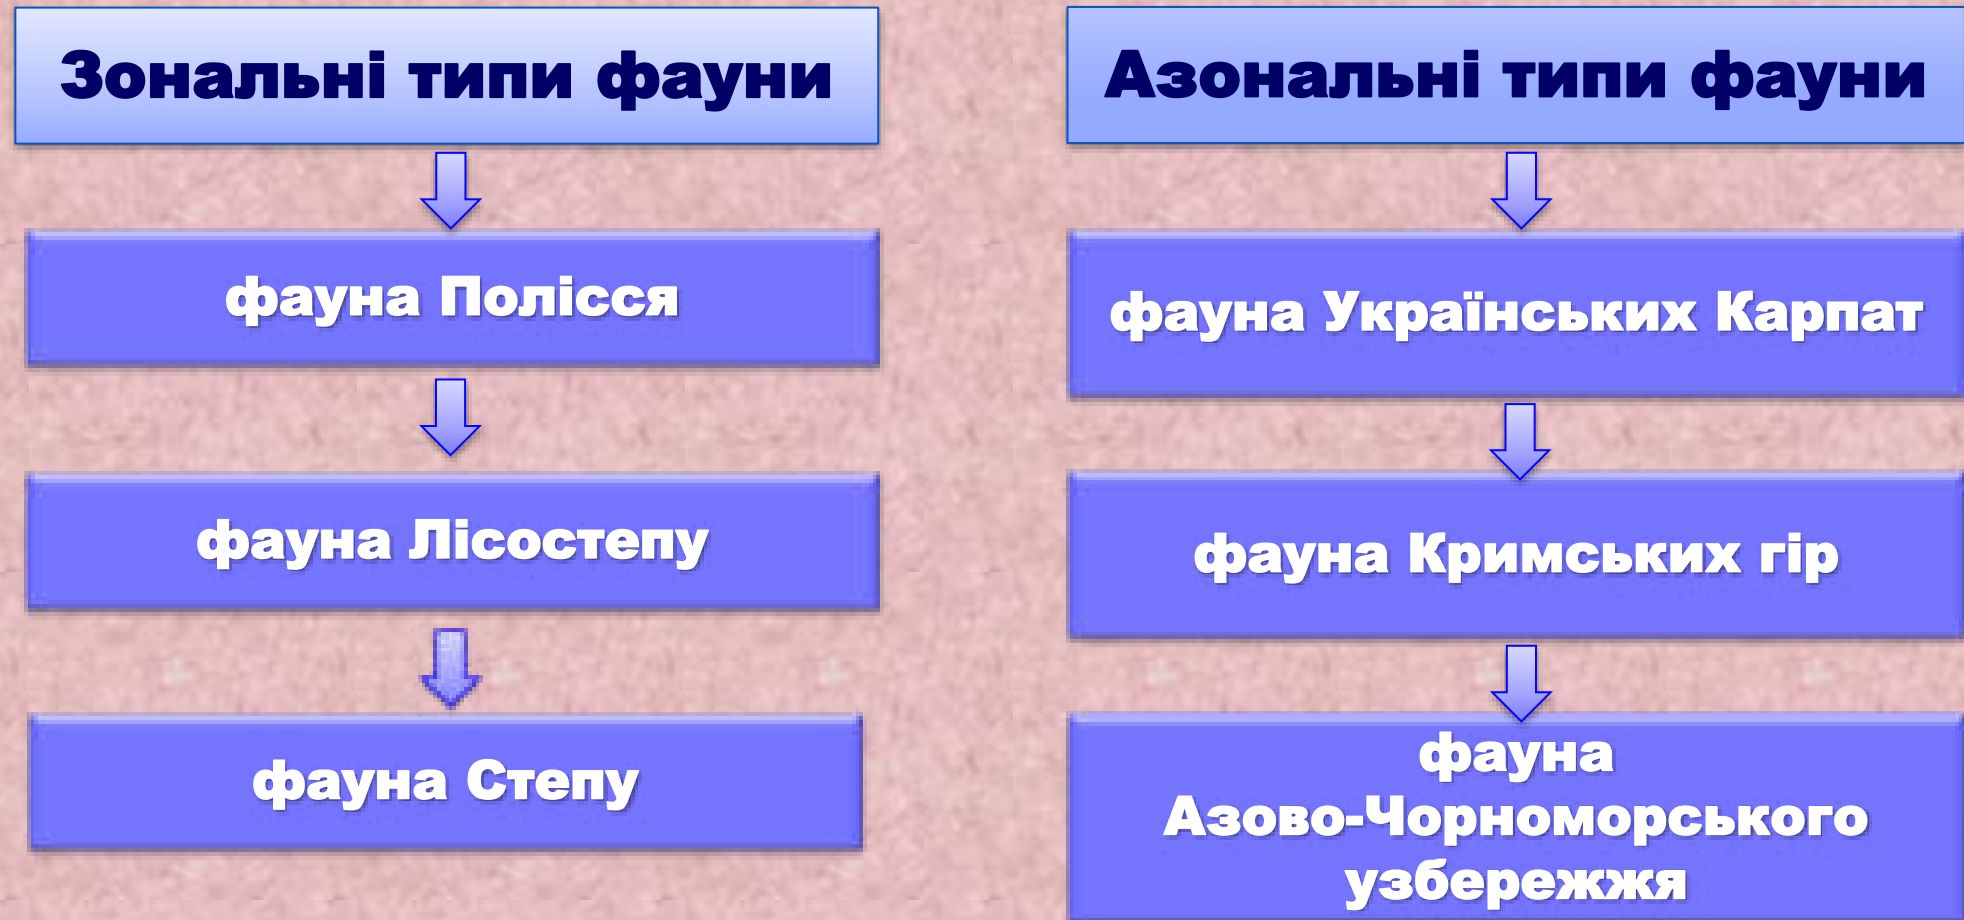 Зональні типи фауни
фауна Полісся
фауна Лісостепу
фауна Степу
Азональні типи фауни
фауна Українських Карпат
фауна Кримських гір
фауна
Азово-Чорноморського
узбережжя